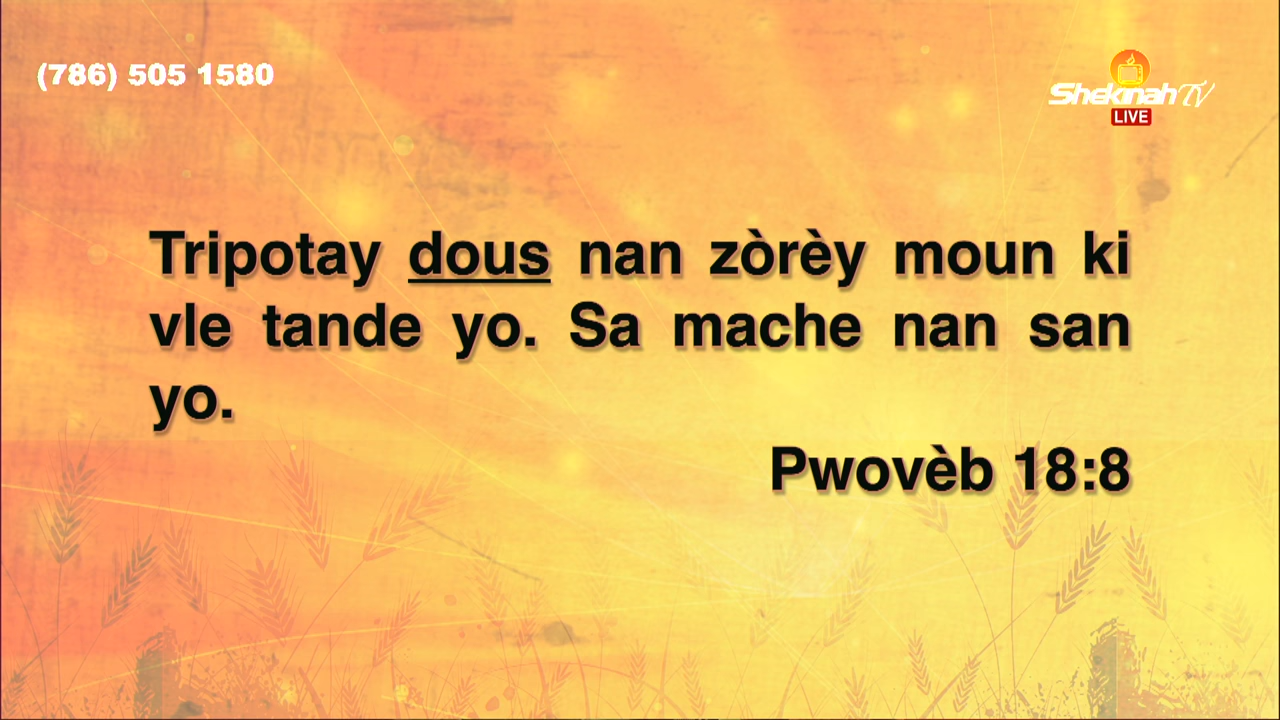 (786) 505 1580
Shekinah TV
LIVE
Tripotay dous nan zòrèy moun ki
vle tande yo. Sa mache nan san
yo.
Pwovèb 18:8